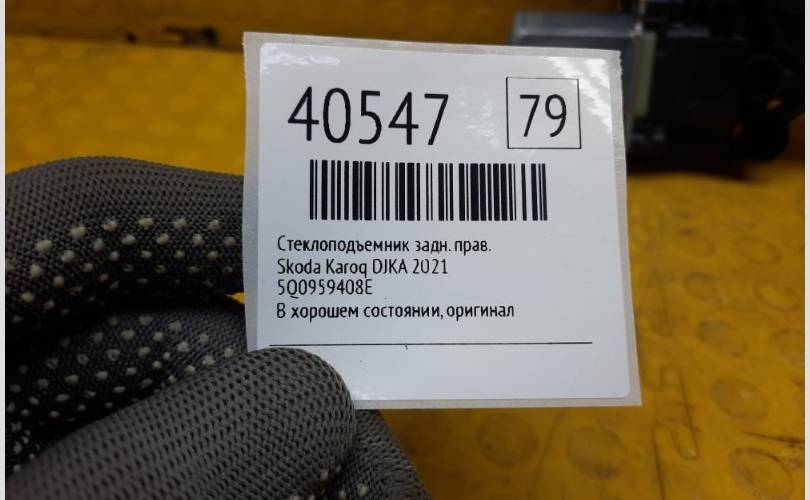 40547 79
Стеклоподъемник задн. прав.
Skoda Karoq DJKA 2021
5Q0959408E
В хорошем состоянии, оригинал